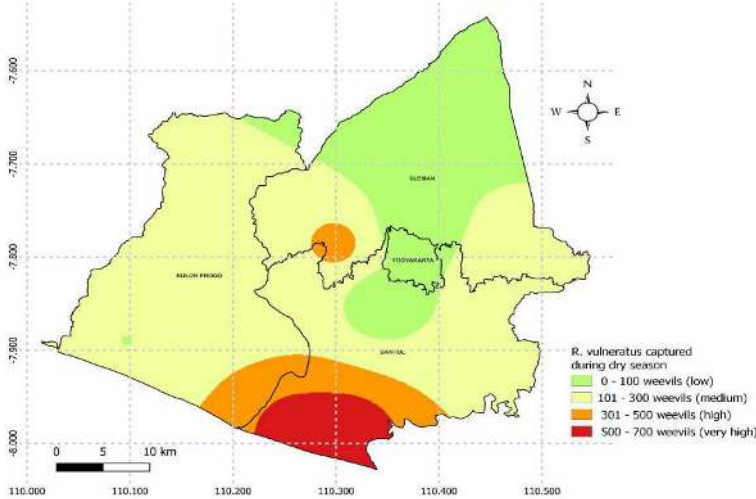 -7.600
N
W E
S
-7.700
SLEMAN
-7.800
YOGYAKARTA
KULON PROGO
-7.900
BANTUL
R. vulneratus captured
during dry season
0 - 100 weevils (low)
101 - 300 weevils (medium)
301 - 500 weevils (high)
500 - 700 weevils (very high)
-8.000
0 5 10 km
110.000 110.100 110.200 110.300 110.400 110.500